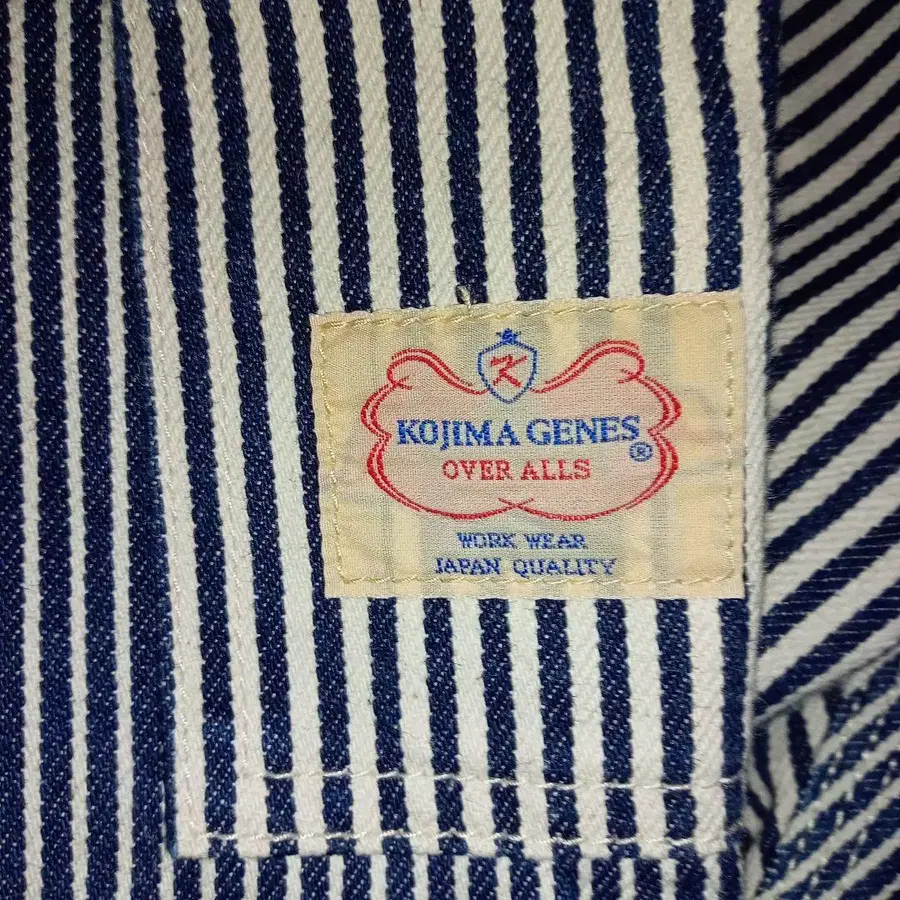 K
KOJIMA GENES
®
OVER ALLS
WORK WEAR
JAPAN QUALITY